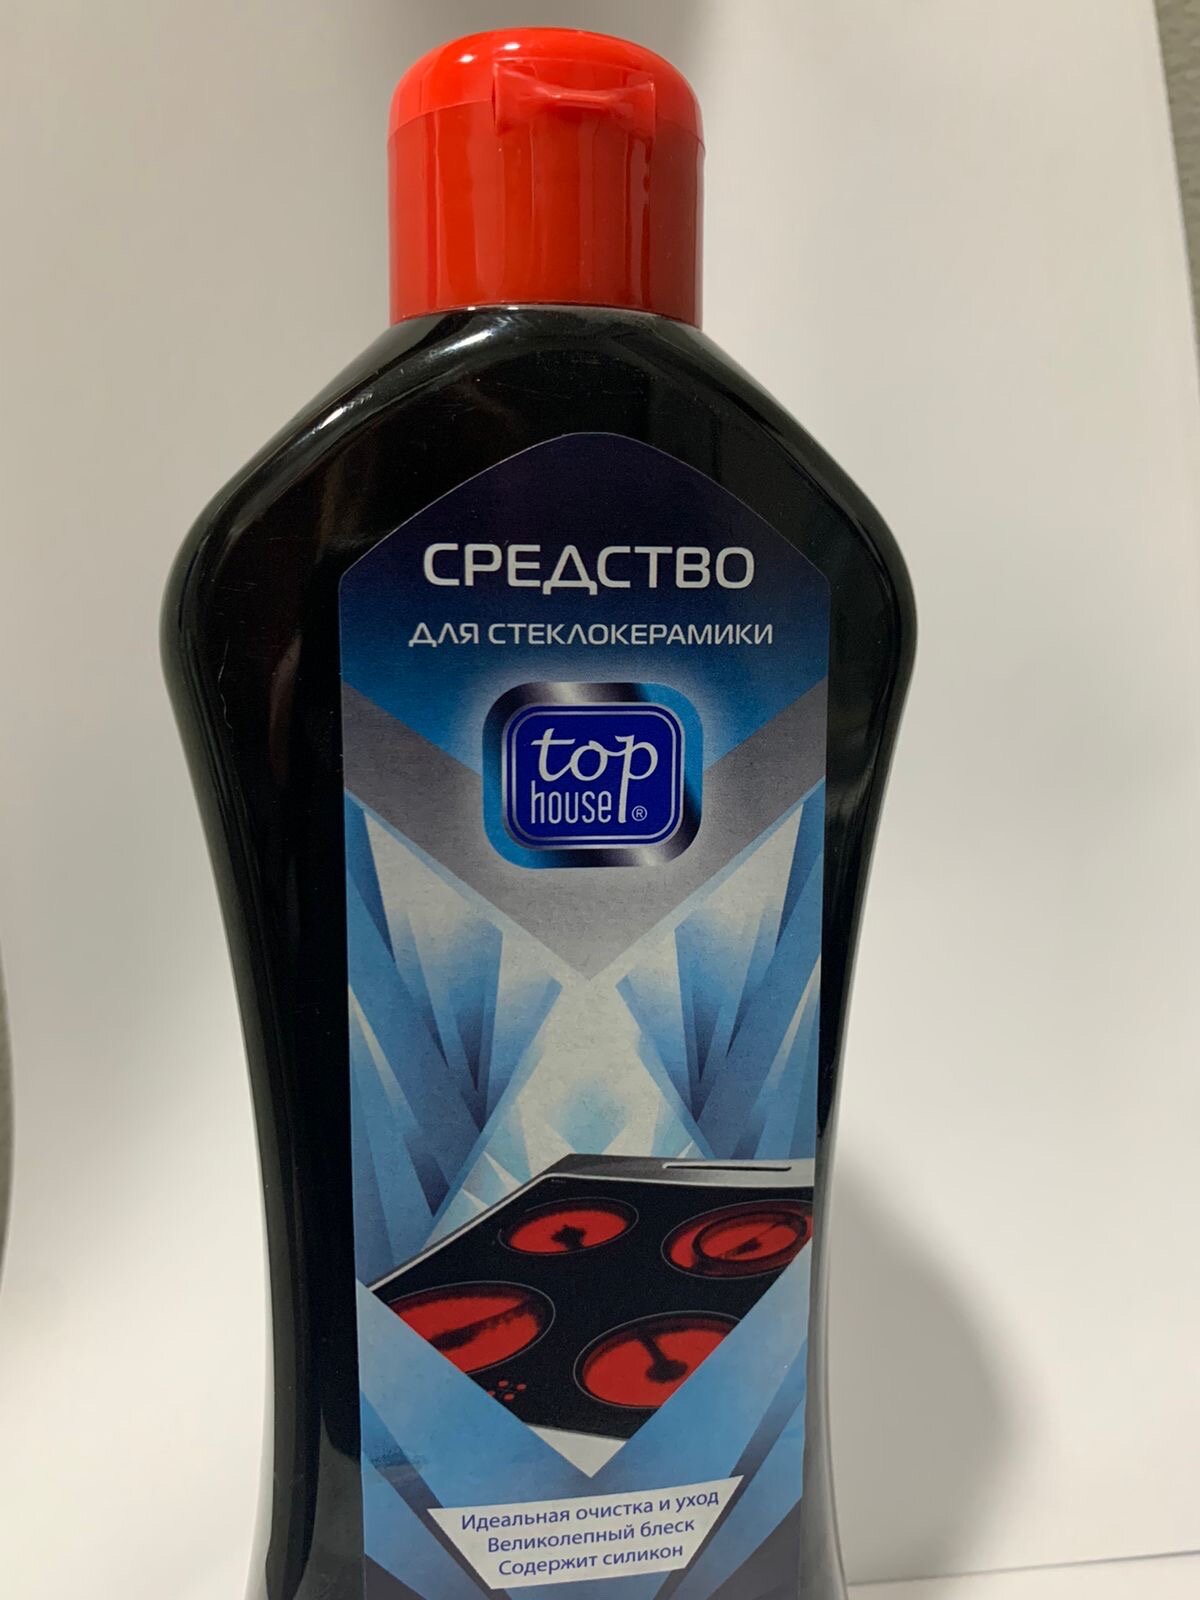 СРЕДСТВО
ДЛЯ СТЕКЛОКЕРАМИКИ
top
house®
Идеальная очистка и уход
Великолепный блеск
Содержит силикон